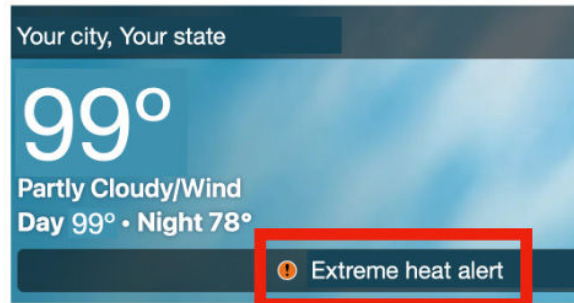 Your city, Your state
99°
Partly Cloudy/Wind
Day 99° • Night 78°
Extreme heat alert